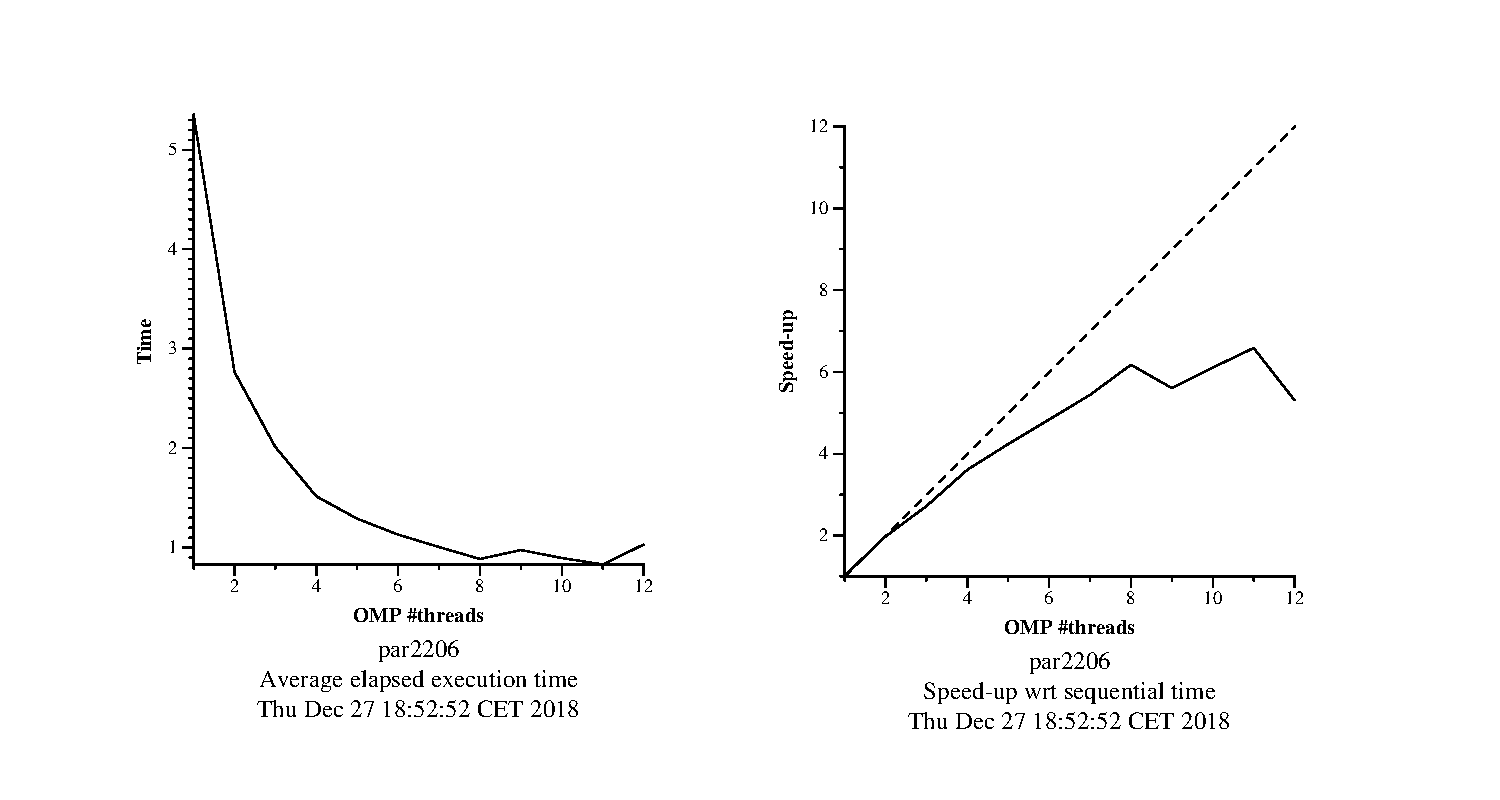 5
4
3
2
1
Time
2
4
6
8
10
12
OMP #threads
par2206
Average elapsed execution time
Thu Dec 27 18:52:52 CET 2018
12
10
8
6
4
2
Speed-up
2
4
6
8
10
12
OMP #threads
par2206
Speed-up wrt sequential time
Thu Dec 27 18:52:52 CET 2018